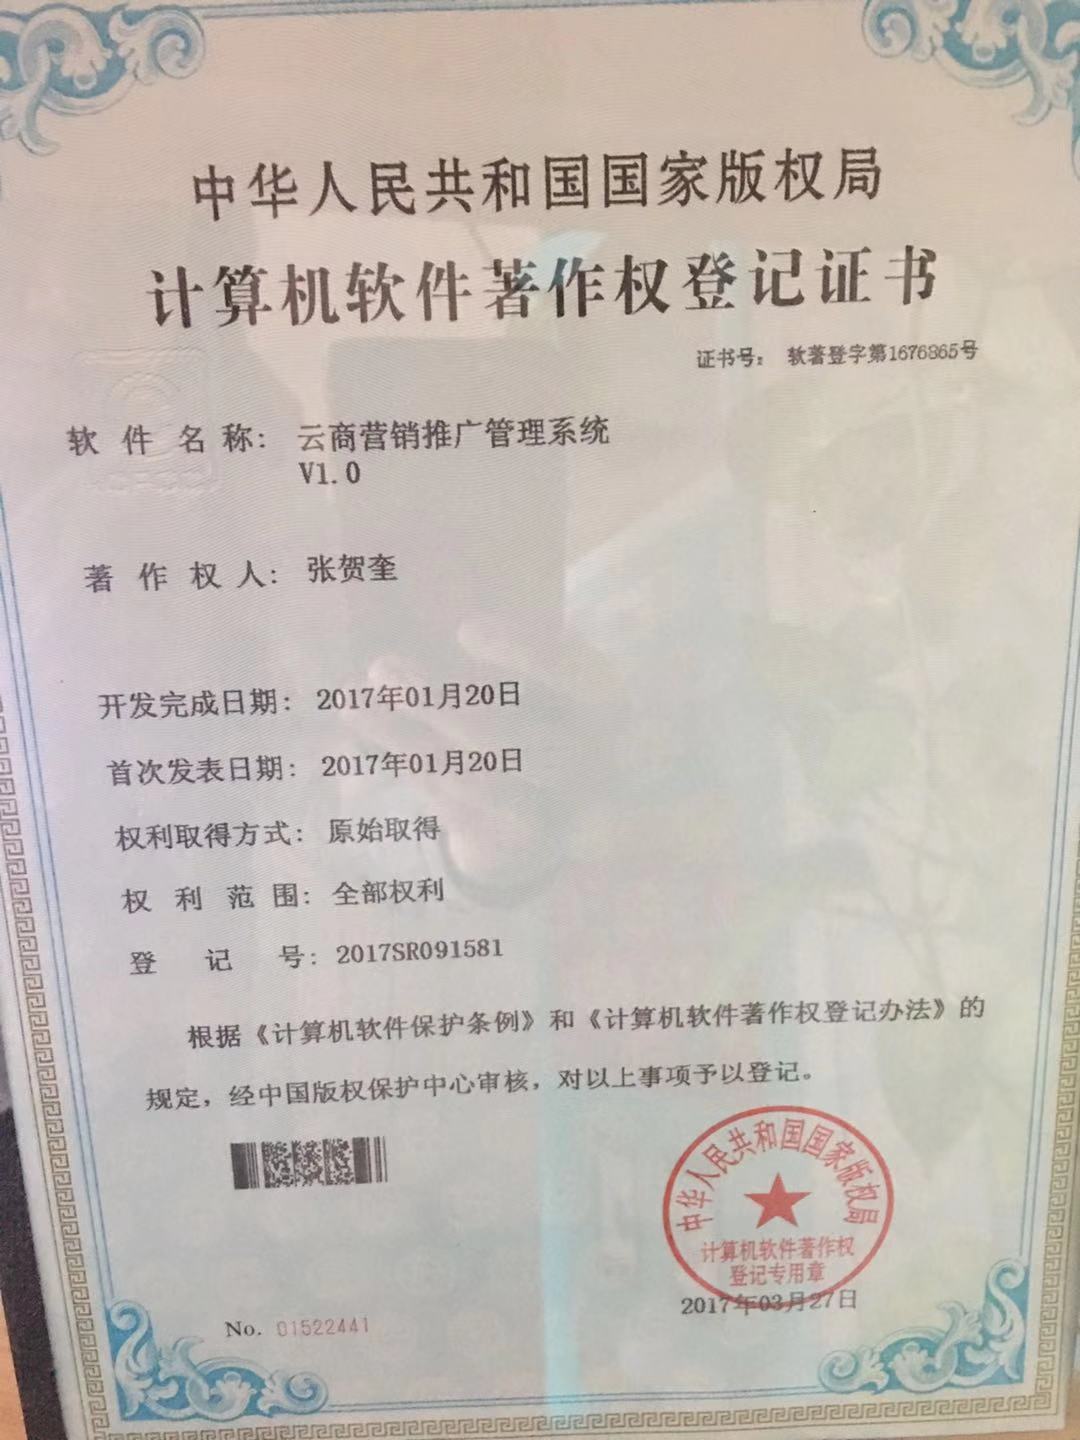 中华人民共和国国家版权局
计算机软件著作权登记证书
证书号： 软著登字第1676865号
软件名称： 云商营销推广管理系统
V1.0
著作权人： 张贺奎
开发完成日期： 2017年01月20日
首次发表日期： 2017年01月20日
权利取得方式： 原始取得
权利范围： 全部权利
登记号： 2017SR091581
根据《计算机软件保护条例》和《计算机软件著作权登记办法》的
规定，经中国版权保护中心审核，对以上事项予以登记。
中华人民共和国国家版权局
计算机软件著作权
登记专用章
2017年03月27日
No. 01522441